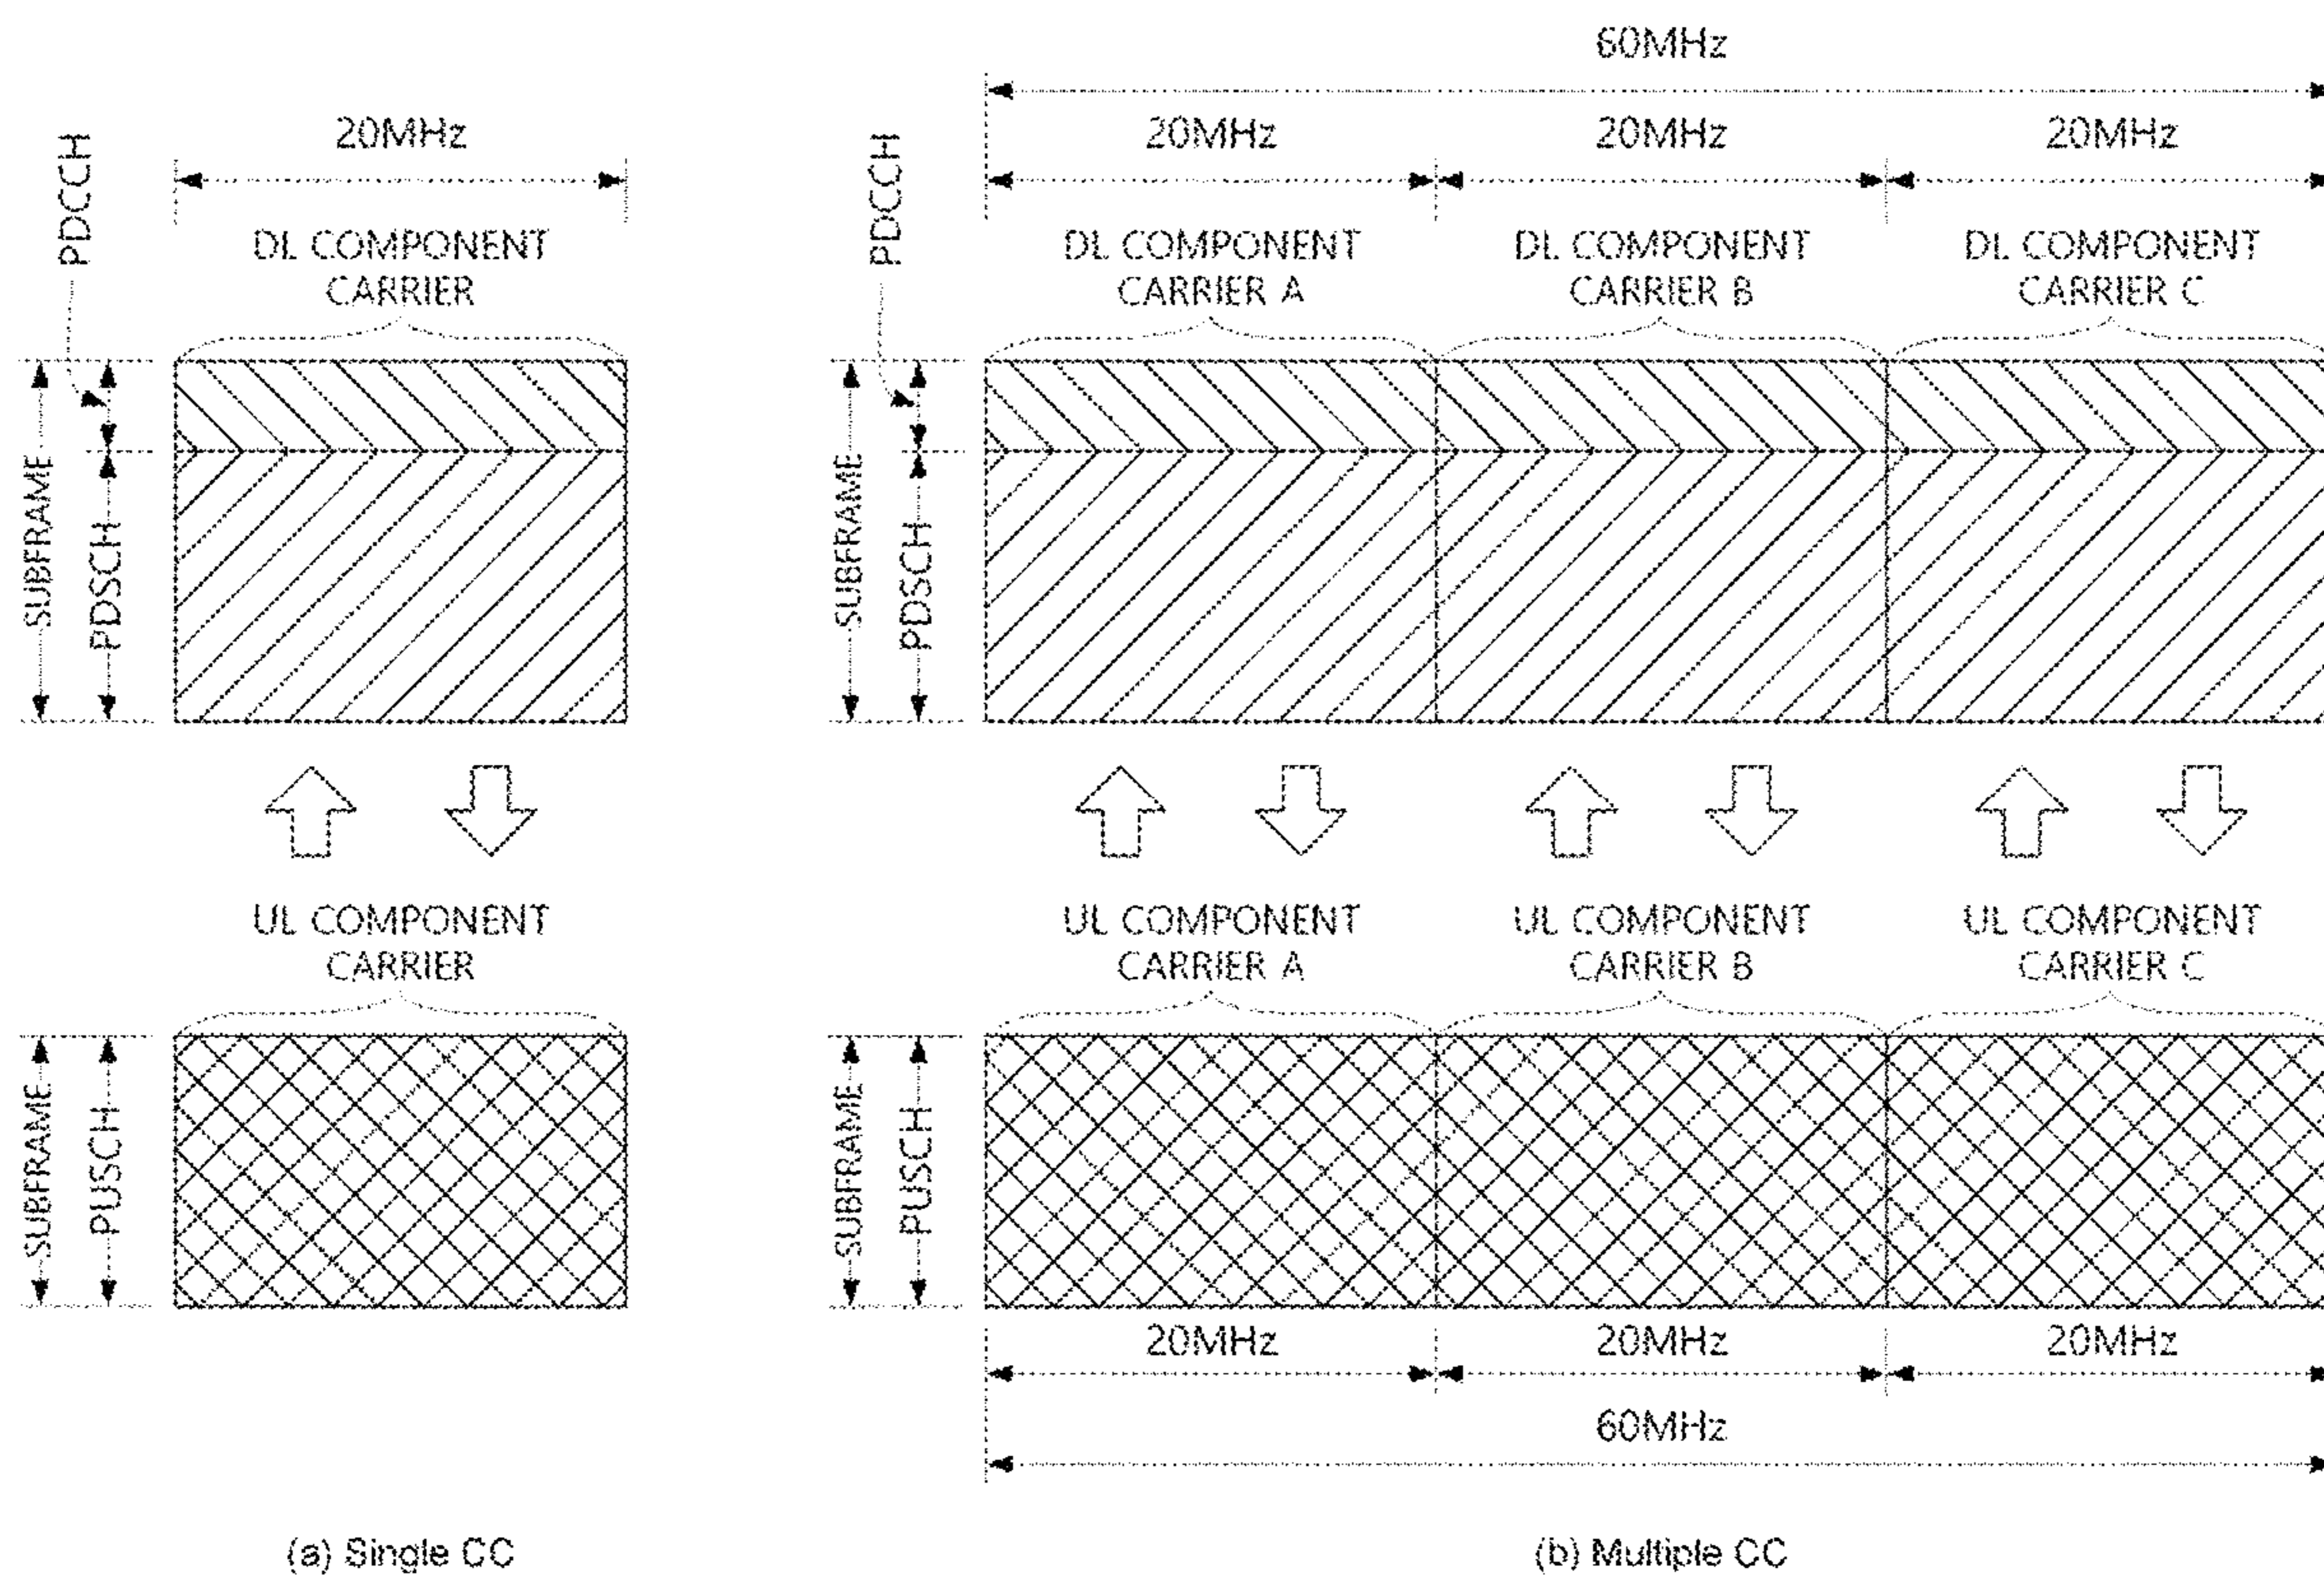 60MHz
20MHz
20MHz
20MHz
20MHz
PDCCH
PDCCH
DL COMPONENT
CARRIER
DL COMPONENT
CARRIER A
DL COMPONENT
CARRIER B
DL COMPONENT
CARRIER C
SUBFRAME
PDSCH
SUBFRAME
PDSCH
UL COMPONENT
CARRIER
UL COMPONENT
CARRIER A
UL COMPONENT
CARRIER B
UL COMPONENT
CARRIER C
SUBFRAME
PUSCH
SUBFRAME
PUSCH
20MHz
20MHz
20MHz
60MHz
(a) Single CC
(b) Multiple CC